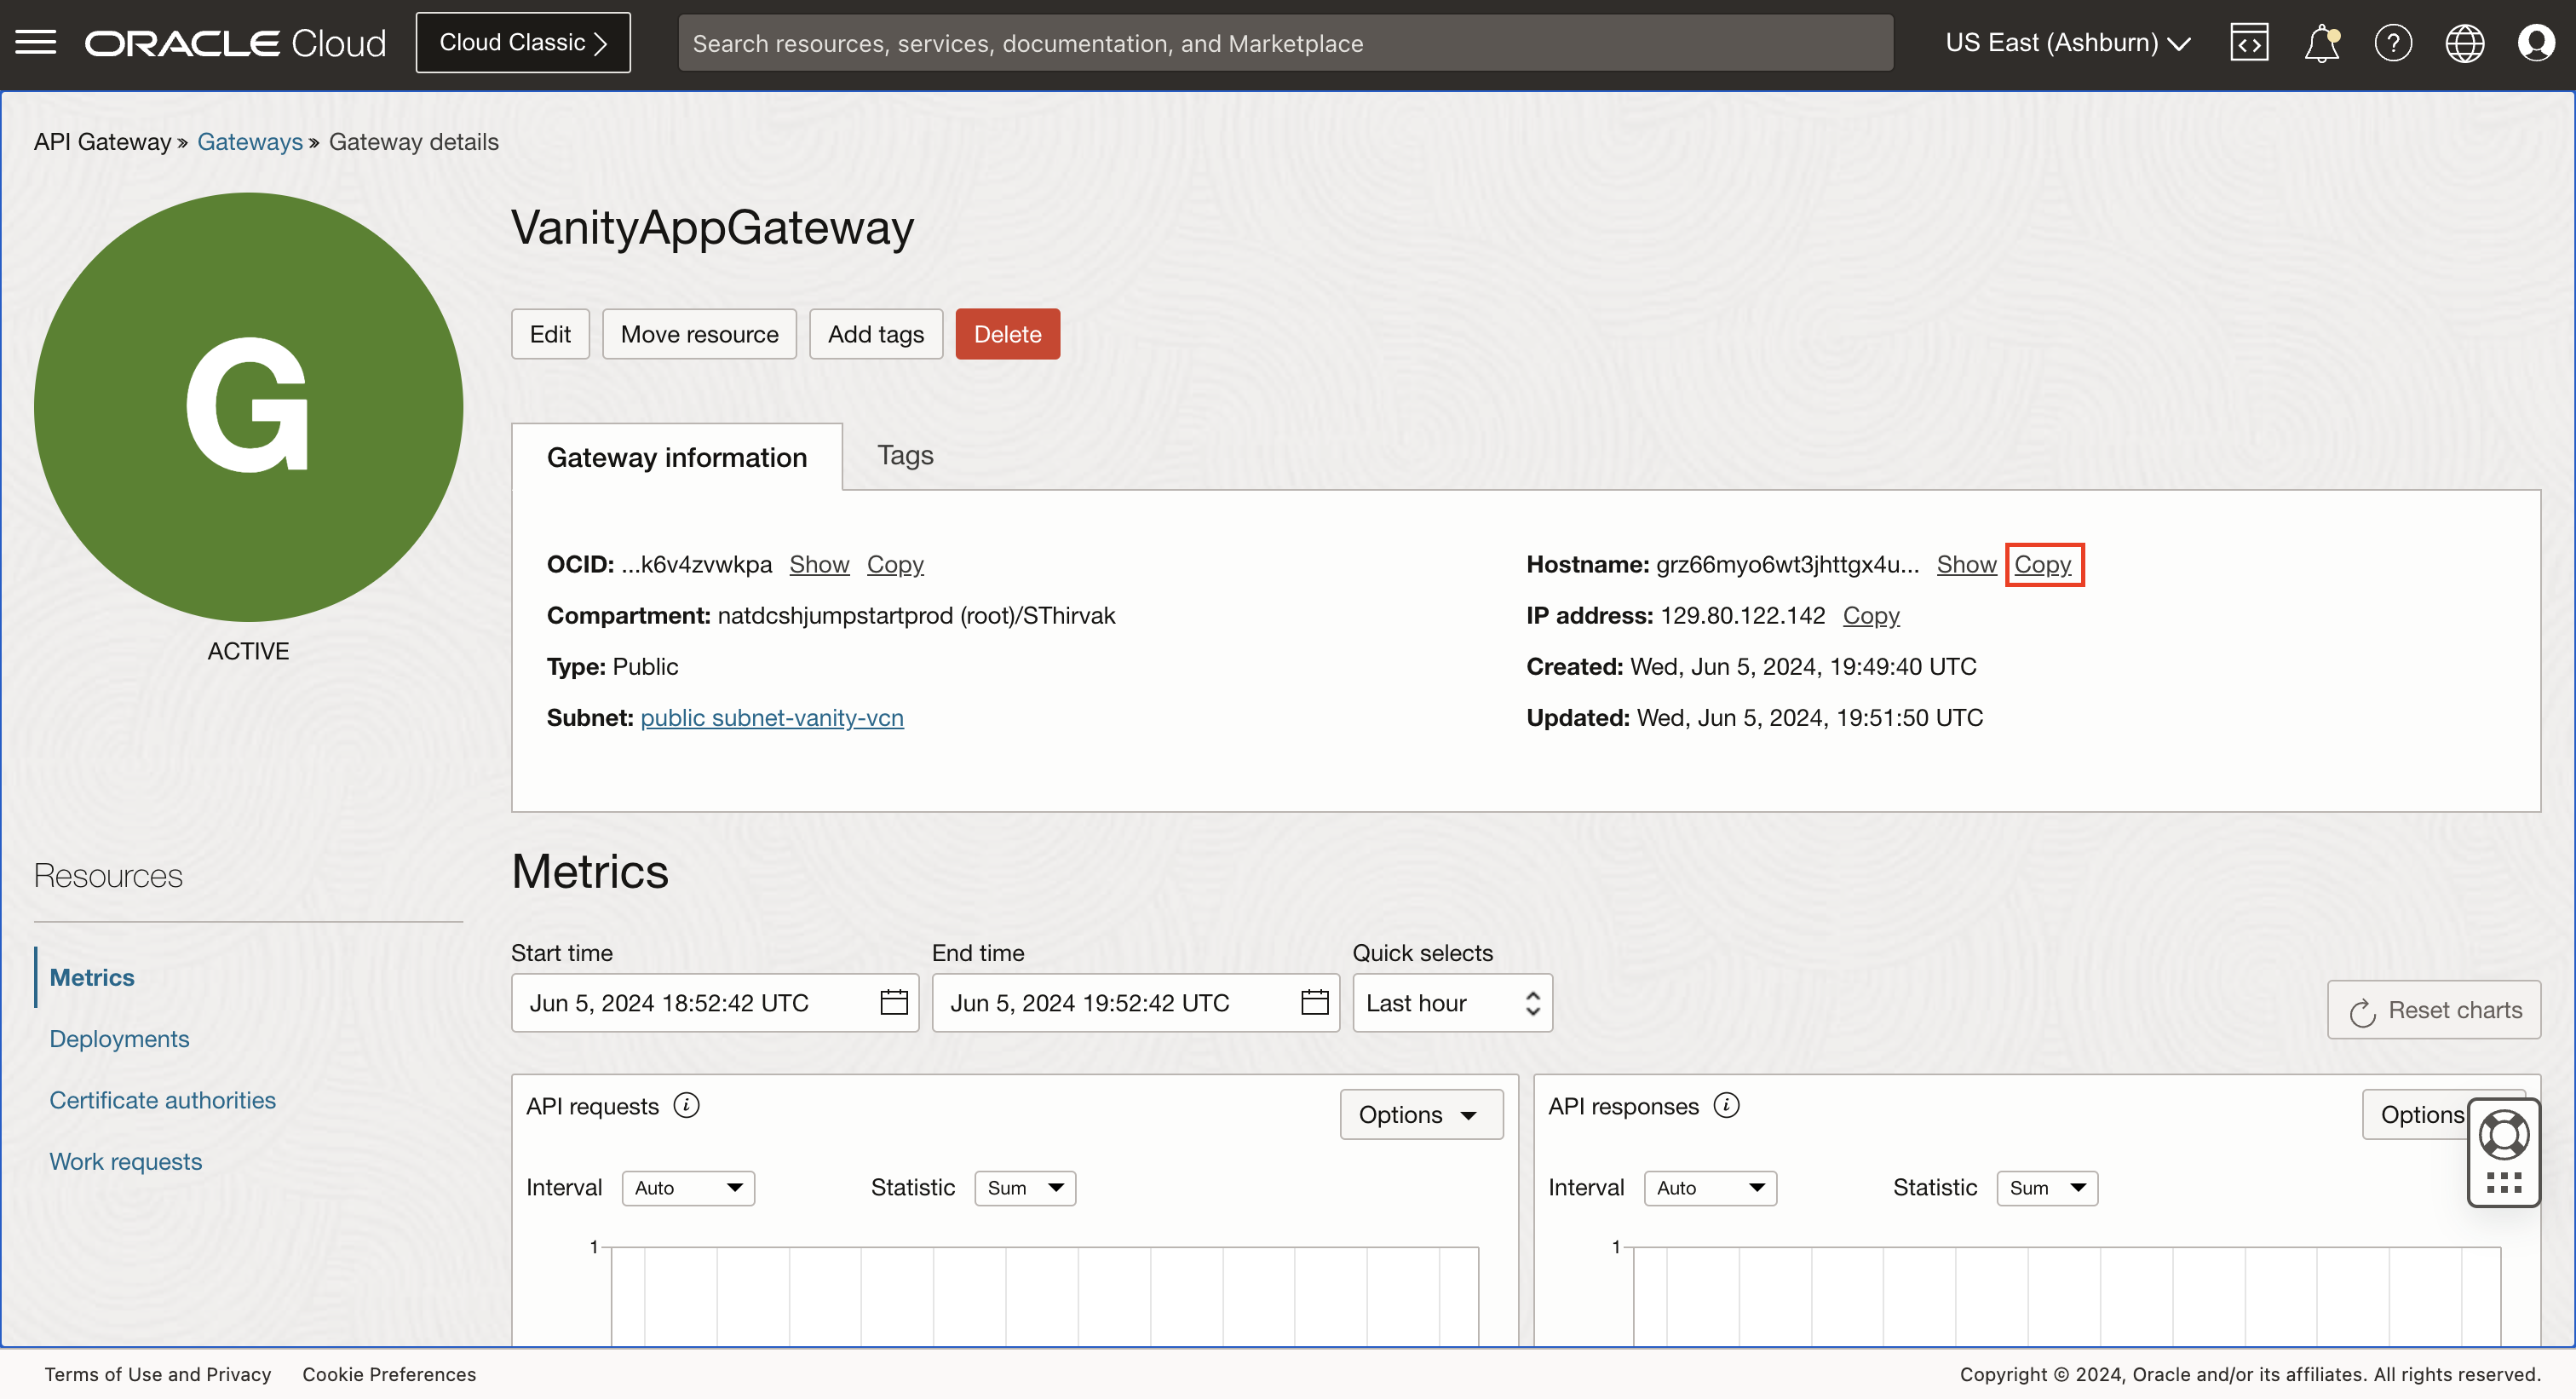 ORACLE Cloud
Cloud Classic
Search resources, services, documentation, and Marketplace
US East (Ashburn)
API Gateway » Gateways » Gateway details
G
ACTIVE
VanityAppGateway
Edit Move resource Add tags Delete
Gateway information Tags
OCID: ...k6v4zvwkpa Show Copy
Compartment: natdcshjumpstartprod (root)/SThirvak
Type: Public
Subnet: public subnet-vanity-vcn
Hostname: grz66myo6wt3jhttgx4u... Show Copy
IP address: 129.80.122.142 Copy
Created: Wed, Jun 5, 2024, 19:49:40 UTC
Updated: Wed, Jun 5, 2024, 19:51:50 UTC
Resources
Metrics
Deployments
Certificate authorities
Work requests
Metrics
Start time End time Quick selects
Jun 5, 2024 18:52:42 UTC Jun 5, 2024 19:52:42 UTC Last hour
Reset charts
API requests Options
Interval Auto Statistic Sum
1
API responses Options
Interval Auto Statistic Sum
1
Terms of Use and Privacy Cookie Preferences
Copyright © 2024, Oracle and/or its affiliates. All rights reserved.